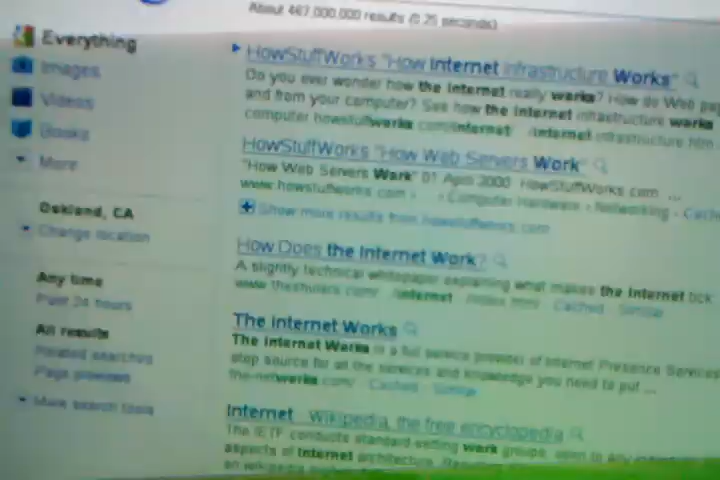 About 467,000,000 results (0.25 seconds)
Everything
Images
Videos
Books
More
Oakland, CA
Change location
Any time
Past 24 hours
All results
Related searches
Page previews
More search tools
HowStuffWorks "How Internet Infrastructure Works"
Do you ever wonder how the Internet really works? How do Web pag
and from your computer? See how the Internet infrastructure works
computer.howstuffworks.com/internet/ /internet-infrastructure.htm
HowStuffWorks "How Web Servers Work"
"How Web Servers Work" 01 April 2000 HowStuffWorks.com ...
www.howstuffworks.com › Computer Hardware › Networking - Cach
Show more results from howstuffworks.com
How Does the Internet Work?
A slightly technical whitepaper explaining what makes the Internet tick
www.theshulers.com/ /internet /index.html - Cached - Similar
The Internet Works
The Internet Works is a full service provider of Internet Presence Services
stop source for all the services and knowledge you need to put ...
the-netwworks.com/ - Cached - Similar
Internet - Wikipedia, the free encyclopedia
The IETF conducts standard-setting work groups, open to any
aspects of Internet architecture.
en.wikipedia